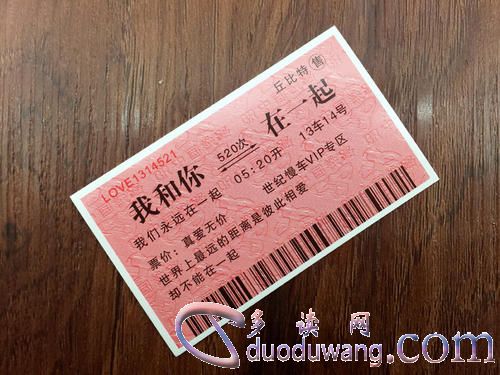 LOVE1314521
丘比特 售
我和你
520次
在一起
05:20开
13车14号
我们永远在一起
世纪慢车VIP专区
票价：真爱无价
世界上最远的距离是彼此相爱
却不能在一起
多读网
duoduwang.com